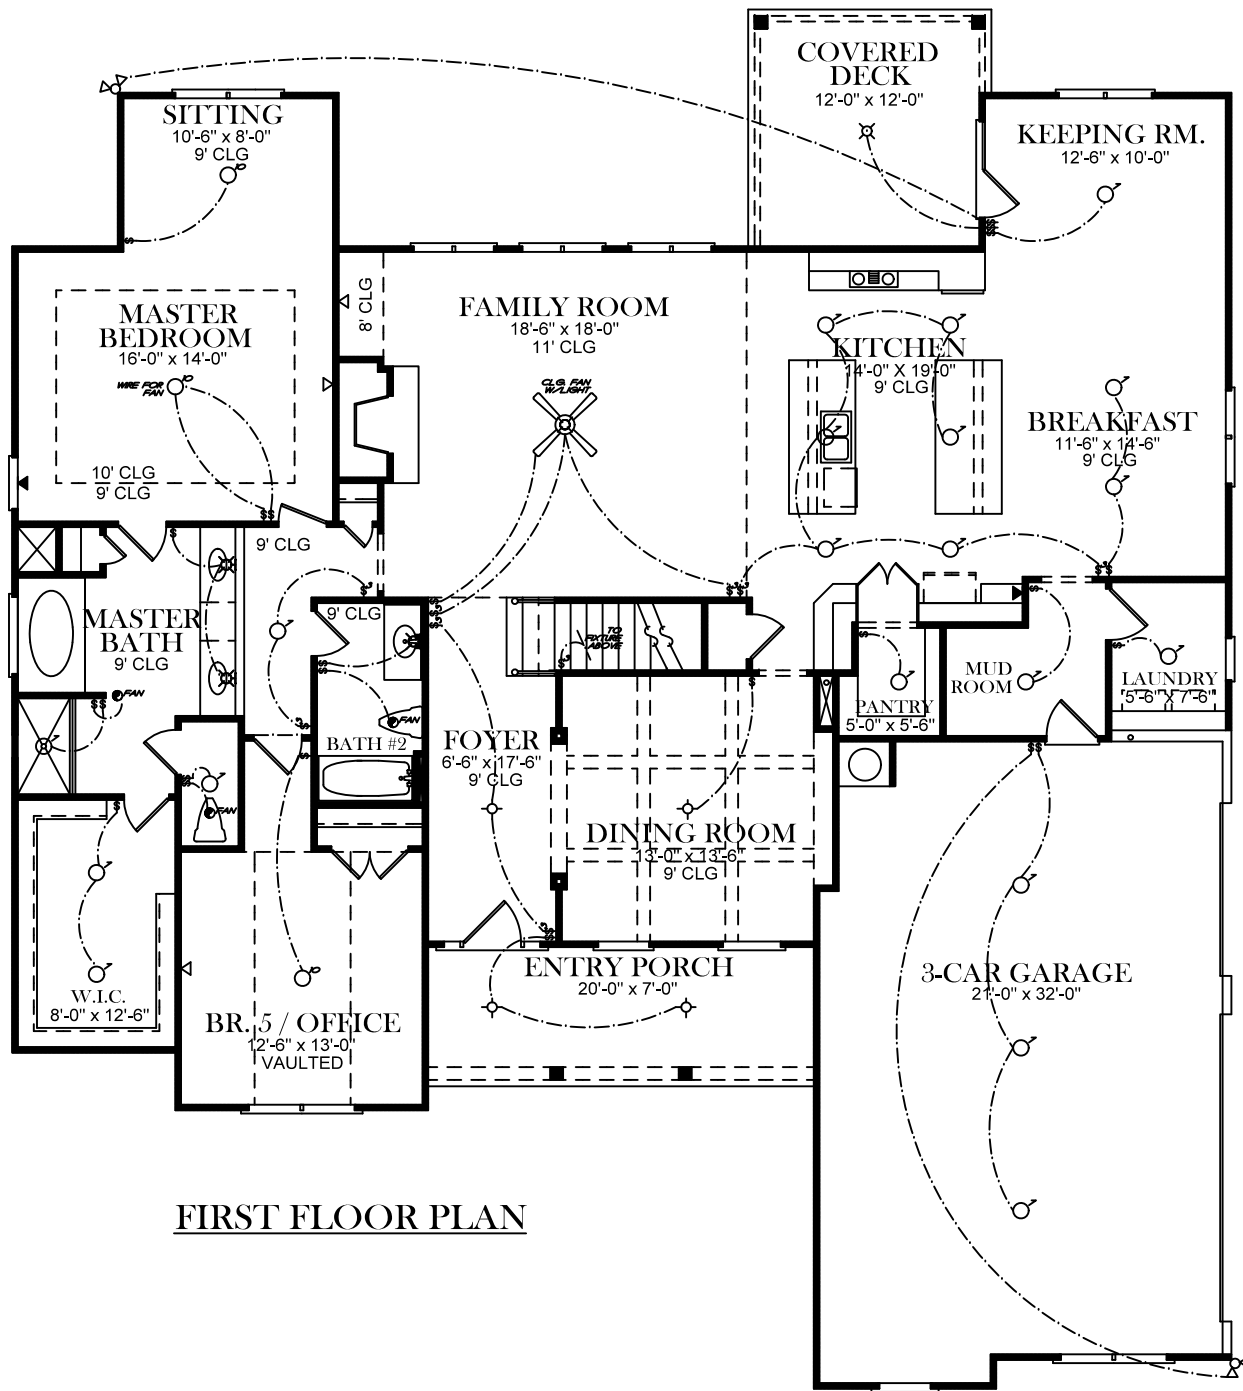 COVERED
DECK
12'-0" x 12'-0"
SITTING
10'-6" x 8'-0"
9' CLG
KEEPING RM.
12'-6" x 10'-0"
MASTER
BEDROOM
16'-0" x 14'-0"
WIRE FOR
FAN
10' CLG
9' CLG
8' CLG
FAMILY ROOM
18'-6" x 18'-0"
11' CLG
CLG. FAN
W/LIGHT
KITCHEN
14'-0" X 19'-0"
9' CLG
BREAKFAST
11'-6" x 14'-6"
9' CLG
9' CLG
9' CLG
MASTER
BATH
9' CLG
FAN
TO
FIXTURE
ABOVE
MUD
ROOM
LAUNDRY
5'-6" x 7'-6"
PANTRY
5'-0" x 5'-6"
FAN
BATH #2
FOYER
6'-6" x 17'-6"
9' CLG
FAN
DINING ROOM
13'-0" x 13'-6"
9' CLG
W.I.C.
8'-0" x 12'-6"
ENTRY PORCH
20'-0" x 7'-0"
3-CAR GARAGE
21'-0" x 32'-0"
BR. 5 / OFFICE
12'-6" x 13'-0"
VAULTED
FIRST FLOOR PLAN